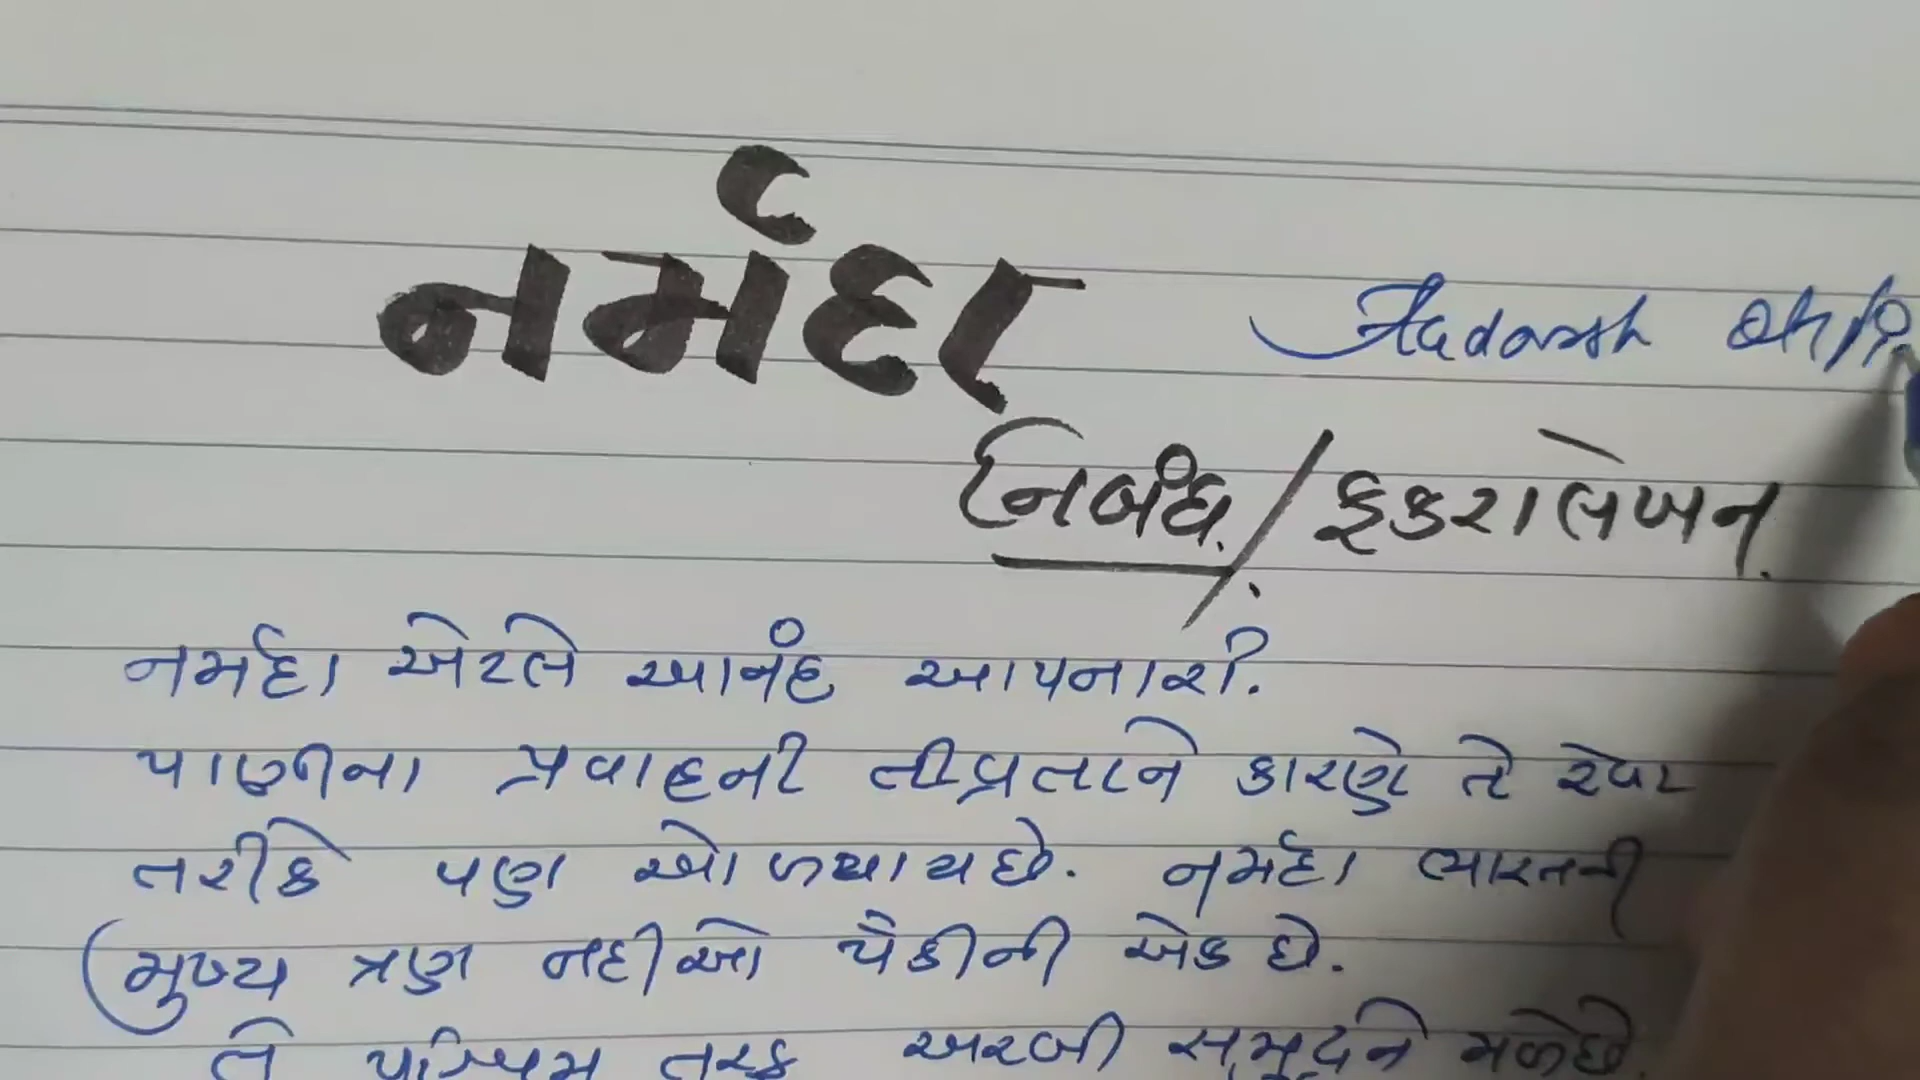 નર્મદા
Aadarsh
નિબંધ / ફકરાલેખન.
નર્મદા એટલે આનંદ આપનારી.
પાણીના પ્રવાહની તીવ્રતાને કારણે તે રેવા
તરીકે પણ ઓળખાય છે. નર્મદા ભારતની
મુખ્ય ત્રણ નદીઓ પૈકીની એક છે.
તે પશ્ચિમ તરફ અરબી સમુદ્રને મળેછે.